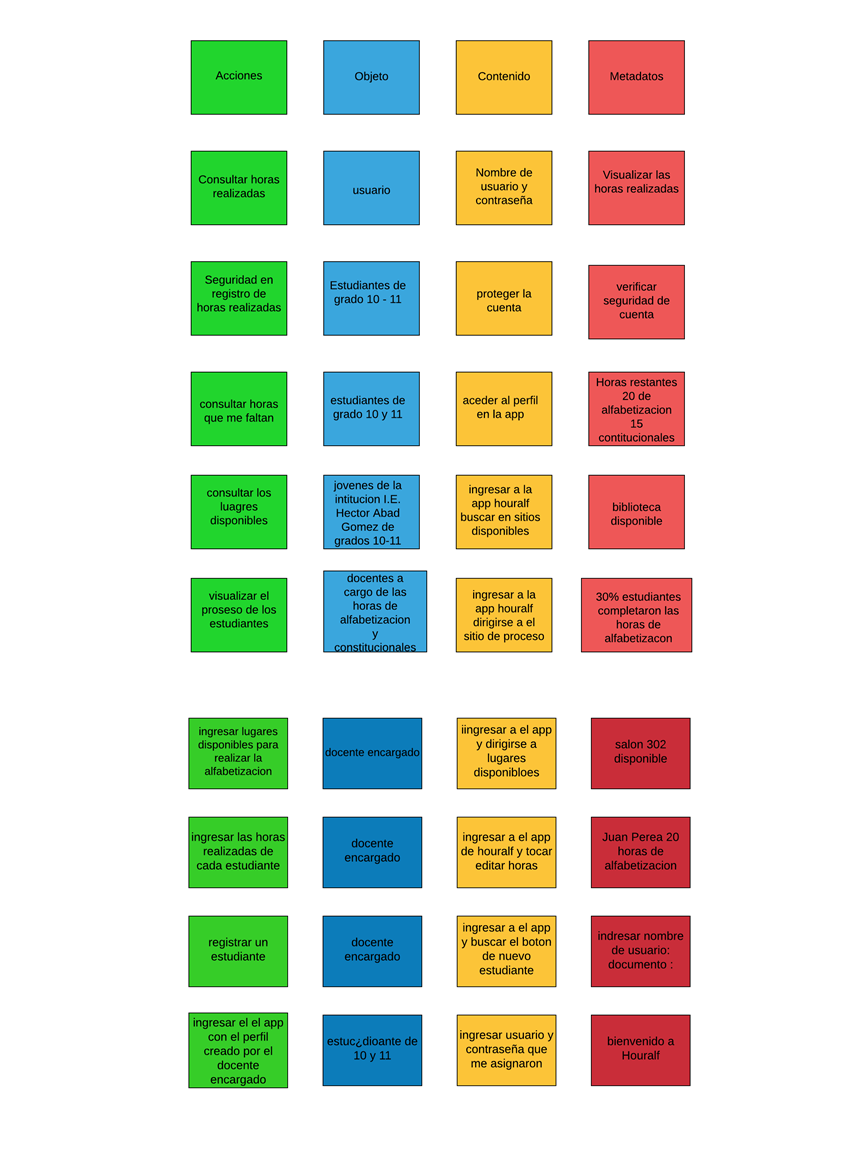 Acciones
Objeto
Contenido
Metadatos
Consultar horas
realizadas
usuario
Nombre de
usuario y
contraseña
Visualizar las
horas realizadas
Seguridad en
registro de
horas realizadas
Estudiantes de
grado 10 - 11
proteger la
cuenta
verificar
seguridad de
cuenta
consultar horas
que me faltan
estudiantes de
grado 10 y 11
aceder al perfil
en la app
Horas restantes
20 de
alfabetizacion
15
contitucionales
consultar los
luagres
disponibles
jovenes de la
intitucion I.E.
Hector Abad
Gomez de
grados 10-11
ingresar a la
app houralf
buscar en sitios
disponibles
biblioteca
disponible
visualizar el
proseso de los
estudiantes
docentes a
cargo de las
horas de
alfabetizacion
y
constitucionales
ingresar a la
app houralf
dirigirse a el
sitio de proceso
30% estudiantes
completaron las
horas de
alfabetizacon
ingresar lugares
disponibles para
realizar la
alfabetizacion
docente encargado
iingresar a el app
y dirigirse a
lugares
disponibloes
salon 302
disponible
ingresar las horas
realizadas de
cada estudiante
docente
encargado
ingresar a el app
de houralf y tocar
editar horas
Juan Perea 20
horas de
alfabetizacion
registrar un
estudiante
docente
encargado
ingresar a el app
y buscar el boton
de nuevo
estudiante
indresar nombre
de usuario:
documento :
ingresar el el app
con el perfil
creado por el
docente
encargado
estuc¿dioante de
10 y 11
ingresar usuario y
contraseña que
me asignaron
bienvenido a
Houralf